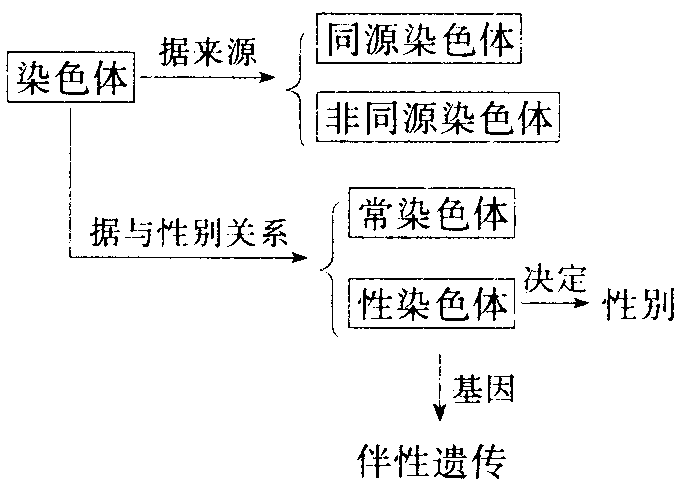 同源染色体
据来源
染色体
非同源染色体
常染色体
据与性别关系
性染色体
决定
性别
基因
伴性遗传